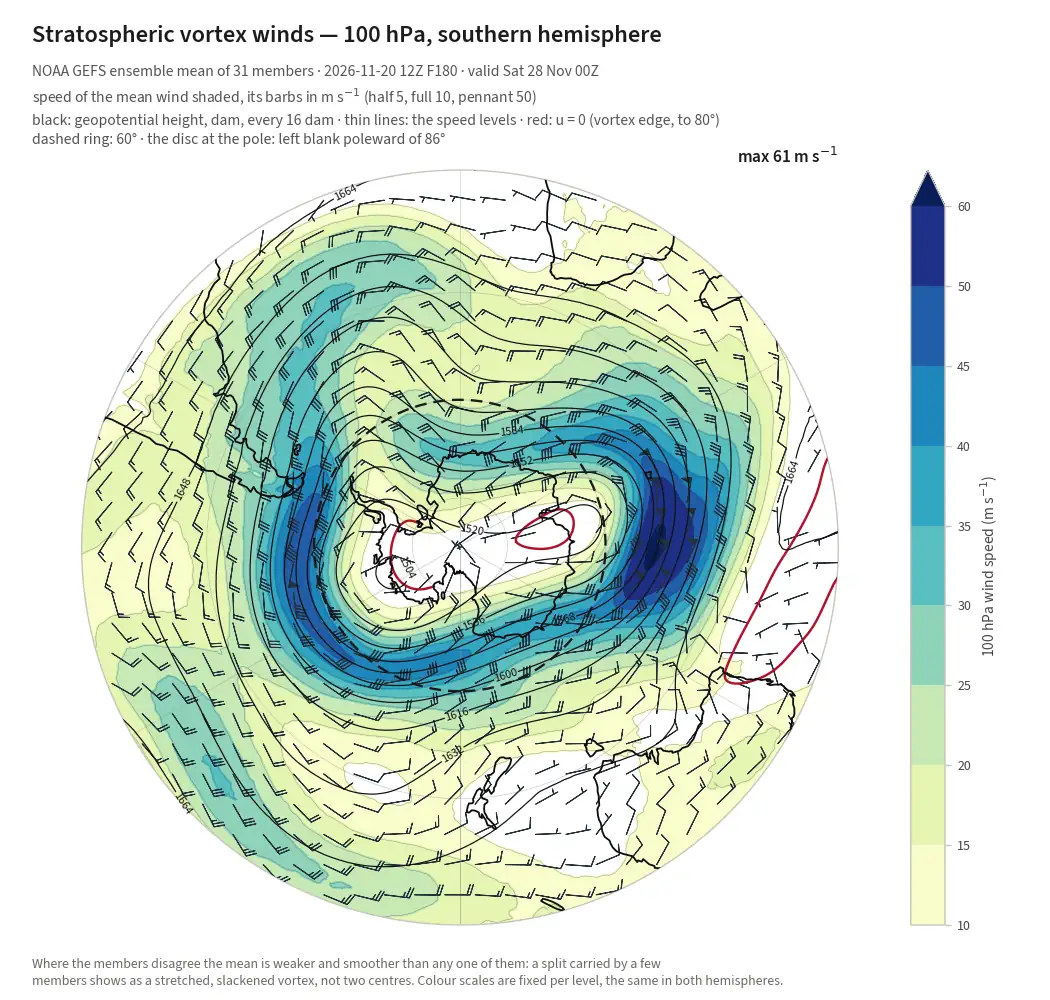 Stratospheric vortex winds — 100 hPa, southern hemisphere
NOAA GEFS ensemble mean of 31 members · 2026-11-20 12Z F180 · valid Sat 28 Nov 00Z
speed of the mean wind shaded, its barbs in m s⁻¹ (half 5, full 10, pennant 50)
black: geopotential height, dam, every 16 dam · thin lines: the speed levels · red: u = 0 (vortex edge, to 80°)
dashed ring: 60° · the disc at the pole: left blank poleward of 86°
max 61 m s⁻¹
1664
60
50
45
1584
1552
1664
40
1648
1520
35
1504
100 hPa wind speed (m s⁻¹)
30
1536
1568
1600
25
1616
1632
20
1664
15
10
Where the members disagree the mean is weaker and smoother than any one of them: a split carried by a few
members shows as a stretched, slackened vortex, not two centres. Colour scales are fixed per level, the same in both hemispheres.